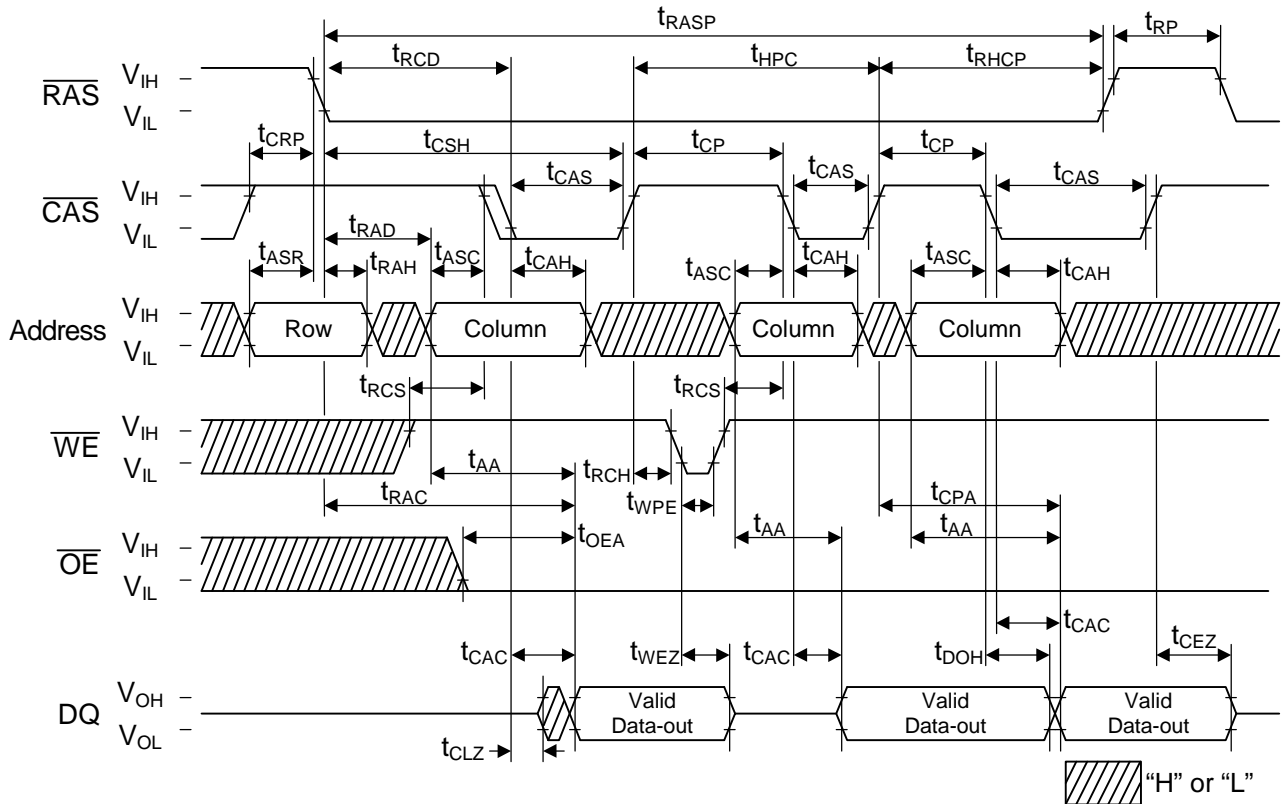 tRASP
tRP
tRCD
tHPC
tRHCP
RAS
VIH
VIL
tCRP
tCSH
tCP
tCP
tCAS
tCAS
tCAS
CAS
VIH
VIL
tRAD
tASR
tRAH
tASC
tCAH
tASC
tCAH
tASC
tCAH
Address
VIH
VIL
Row
Column
Column
Column
tRCS
tRCS
WE
VIH
VIL
tAA
tRCH
tRAC
tWPE
tCPA
tOEA
tAA
tAA
OE
VIH
VIL
tCAC
tCAC
tWEZ
tCAC
tDOH
tCEZ
DQ
VOH
VOL
Valid
Data-out
Valid
Data-out
Valid
Data-out
tCLZ
“H” or “L”